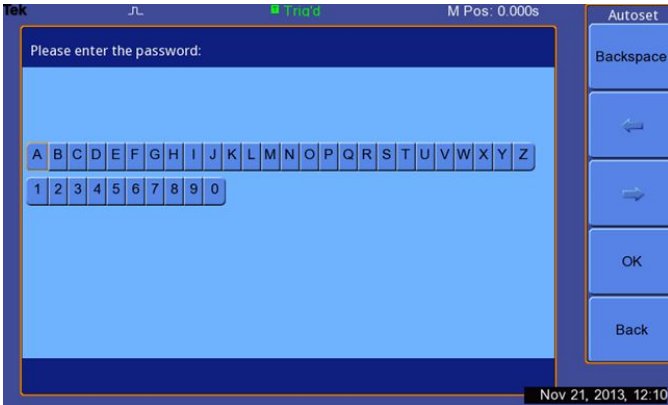 Tek Trig'd M Pos: 0.000s
Autoset
Please enter the password:
Backspace
A B C D E F G H I J K L M N O P Q R S T U V W X Y Z
1 2 3 4 5 6 7 8 9 0
OK
Back
Nov 21, 2013, 12:10